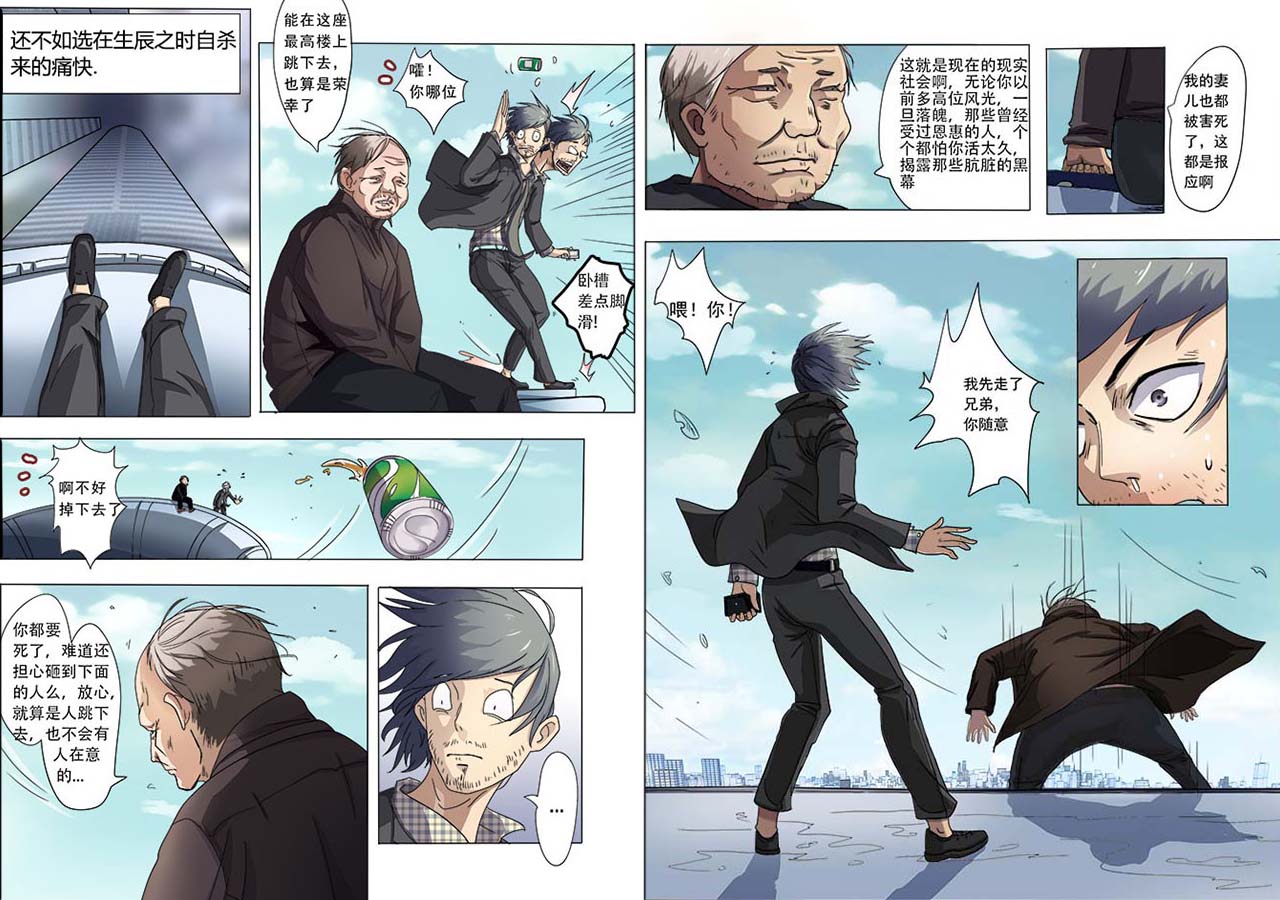 还不如选在生辰之时自杀
来的痛快.
能在这座
最高楼上
跳下去，
也算是荣
幸了
嚯！
你哪位
卧槽
差点脚
滑!
啊不好
掉下去了
你都要
死了，难道还
担心砸到下面
的人么，放心，
就算是人跳下
去，也不会有
人在意
的...
...
这就是现在的现实
社会啊，无论你以
前多高位风光，一
旦落魄，那些曾经
受过恩惠的人，个
个都怕你活太久，
揭露那些肮脏的黑
幕
我的妻
儿也都
被害死
了，这
都是报
应啊
喂！你！
我先走了
兄弟，
你随意